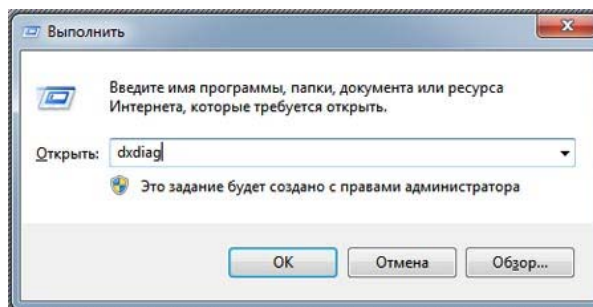 Выполнить
Введите имя программы, папки, документа или ресурса
Интернета, которые требуется открыть.
Открыть: dxdiag
Это задание будет создано с правами администратора
ОК Отмена Обзор...